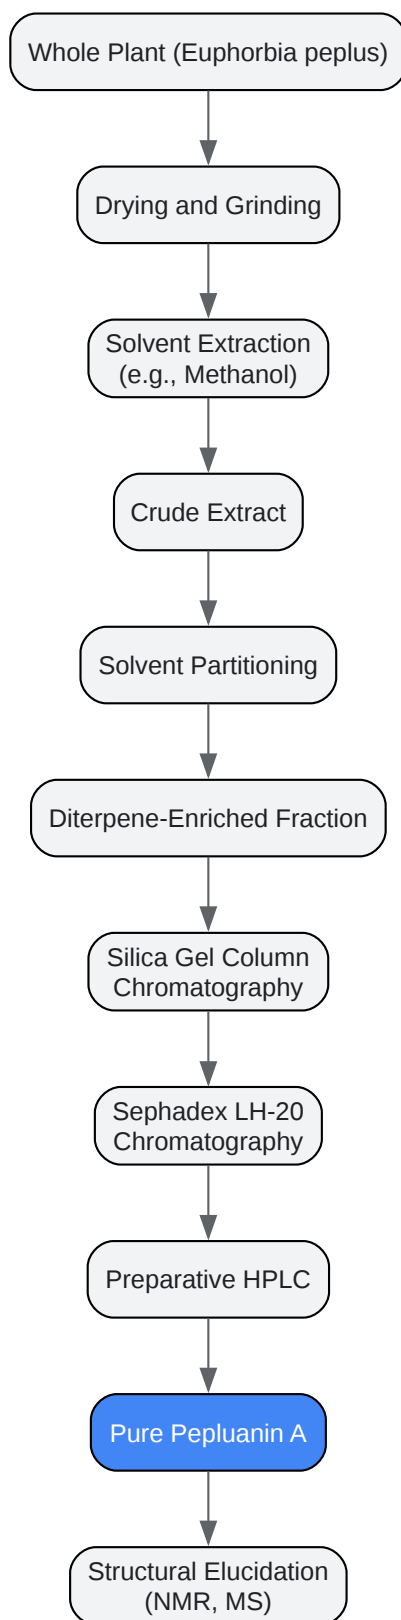 Whole Plant (Euphorbia peplus)
Drying and Grinding
Solvent Extraction
(e.g., Methanol)
Crude Extract
Solvent Partitioning
Diterpene-Enriched Fraction
Silica Gel Column
Chromatography
Sephadex LH-20
Chromatography
Preparative HPLC
Pure Pepluanin A
Structural Elucidation
(NMR, MS)